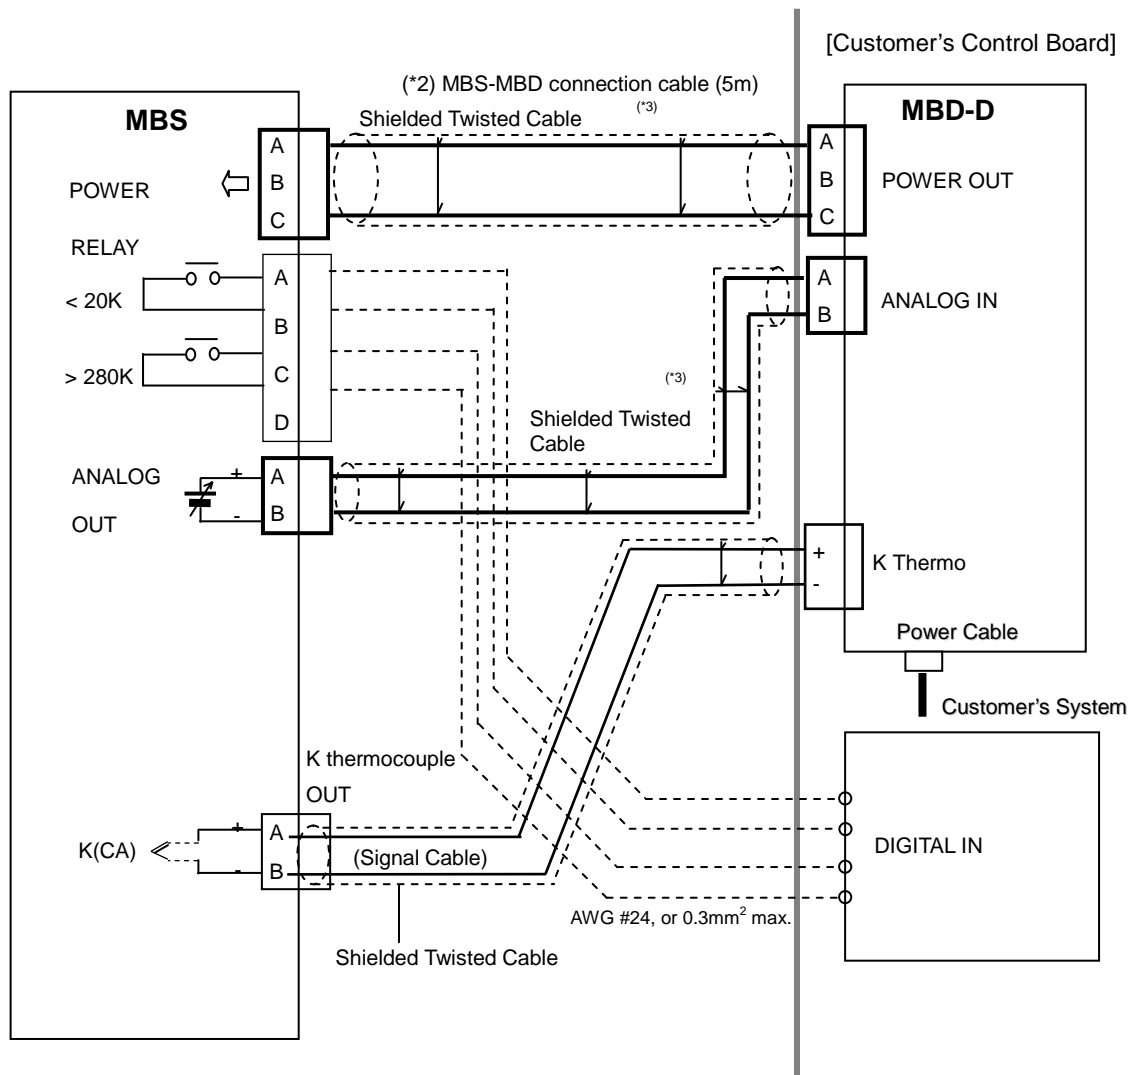 [Customer's Control Board]
(*2) MBS-MBD connection cable (5m)
MBS
Shielded Twisted Cable
(*3)
MBD-D
A
B
C
POWER
A
B
C
POWER OUT
RELAY
< 20K
> 280K
A
B
C
D
A
B
ANALOG IN
(*3)
Shielded Twisted
Cable
ANALOG
OUT
+
-
A
B
+
-
K Thermo
Power Cable
Customer's System
K thermocouple
OUT
K(CA)
+
-
A
B
(Signal Cable)
DIGITAL IN
AWG #24, or 0.3mm² max.
Shielded Twisted Cable